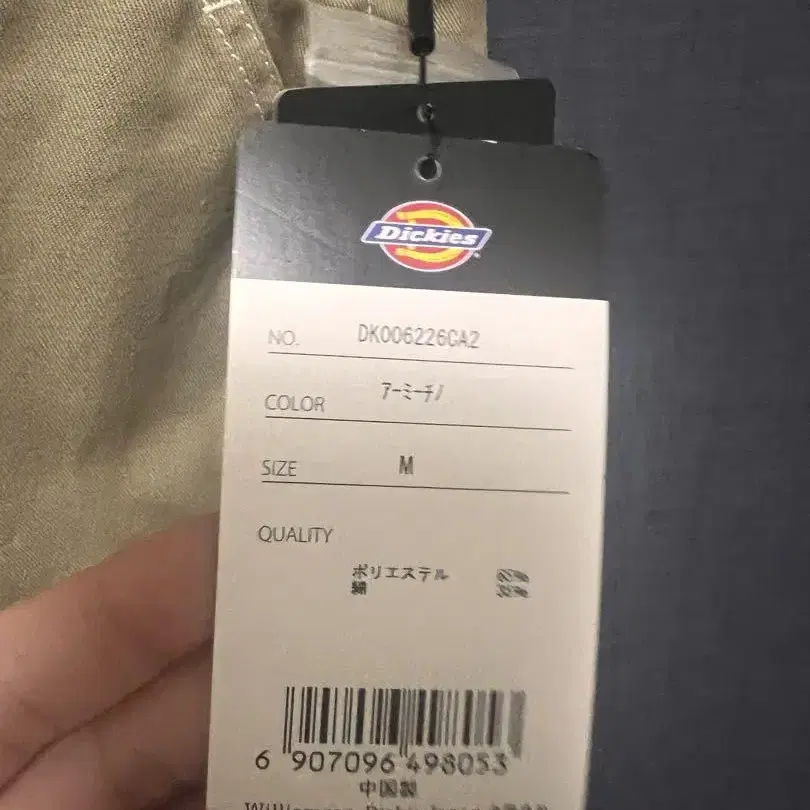 Dickies
NO. DK006226CA2
COLOR アーミーチノ
SIZE M
QUALITY
ポリエステル
綿
6 907096 498053
中国製